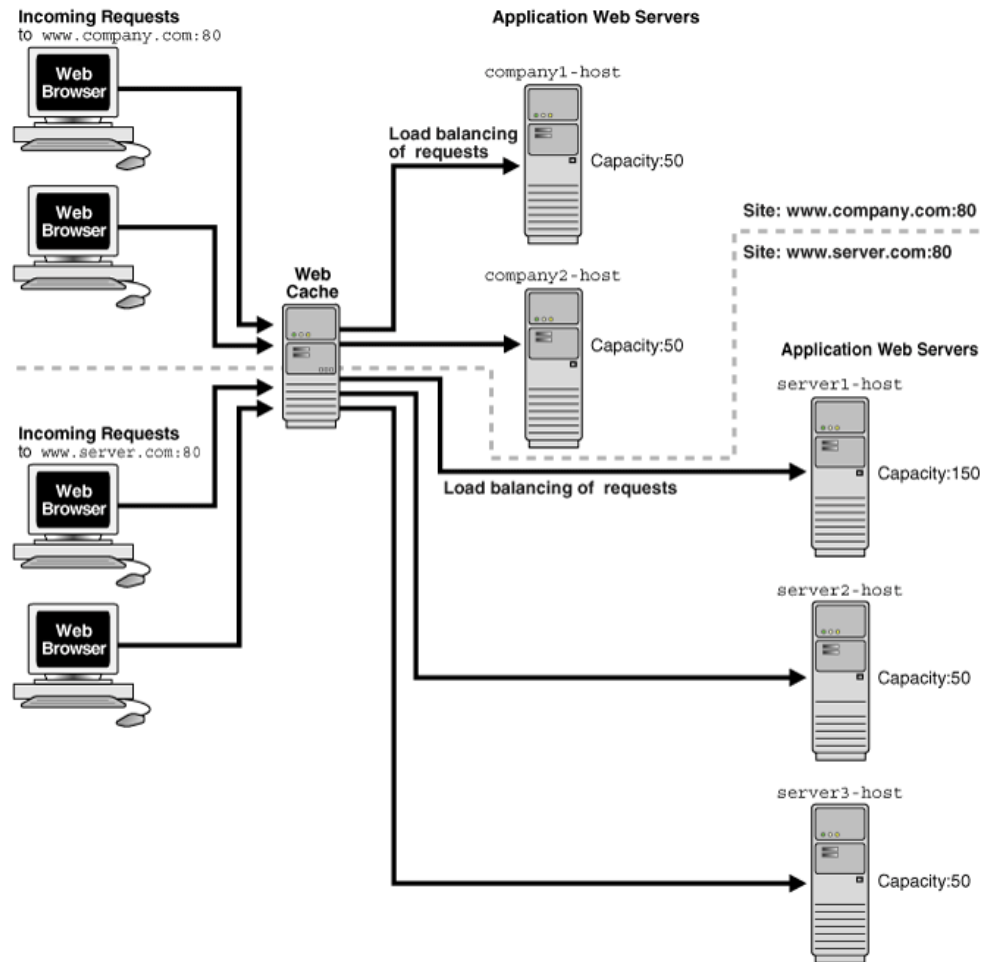 Incoming Requests
to www.company.com:80
Web
Browser
Web
Browser
Application Web Servers
company1-host
Load balancing
of requests
Capacity:50
Site: www.company.com:80
Site: www.server.com:80
company2-host
Web
Cache
Capacity:50
Application Web Servers
server1-host
Incoming Requests
to www.server.com:80
Web
Browser
Web
Browser
Capacity:150
Load balancing of requests
server2-host
Capacity:50
server3-host
Capacity:50